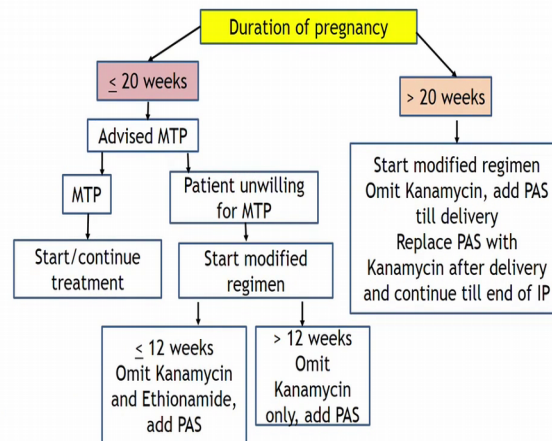 Duration of pregnancy
≤ 20 weeks
> 20 weeks
Advised MTP
MTP
Patient unwilling
for MTP
Start/continue
treatment
Start modified
regimen
≤ 12 weeks
Omit Kanamycin
and Ethionamide,
add PAS
> 12 weeks
Omit
Kanamycin
only, add PAS
Start modified regimen
Omit Kanamycin, add PAS
till delivery
Replace PAS with
Kanamycin after delivery
and continue till end of IP